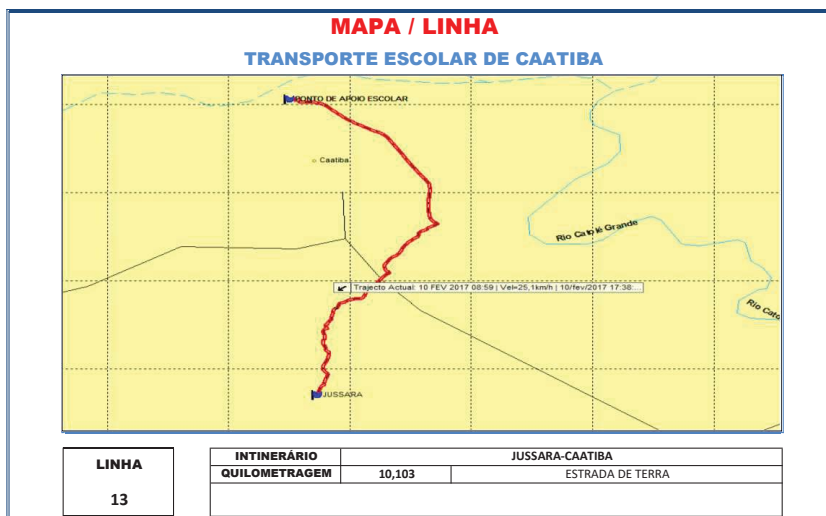 MAPA / LINHA
TRANSPORTE ESCOLAR DE CAATIBA
PONTO DE APOIO ESCOLAR
Caatiba
Rio Catolé Grande
Trajecto Actual: 10 FEV 2017 08:59 | Vel=25,1km/h | 10/fev/2017 17:38:...
Rio Cato
JUSSARA
LINHA
13
INTINERÁRIO JUSSARA-CAATIBA
QUILOMETRAGEM 10,103 ESTRADA DE TERRA